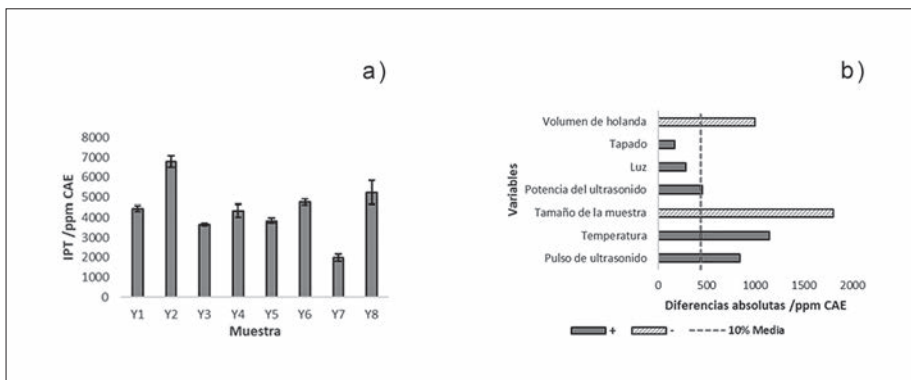 a)
8000
7000
6000
5000
4000
3000
2000
1000
0
IPT /ppm CAE
Y1 Y2 Y3 Y4 Y5 Y6 Y7 Y8
Muestra
b)
Variables
Volumen de holanda
Tapado
Luz
Potencia del ultrasonido
Tamaño de la muestra
Temperatura
Pulso de ultrasonido
0 500 1000 1500 2000
Diferencias absolutas /ppm CAE
+ - 10% Media